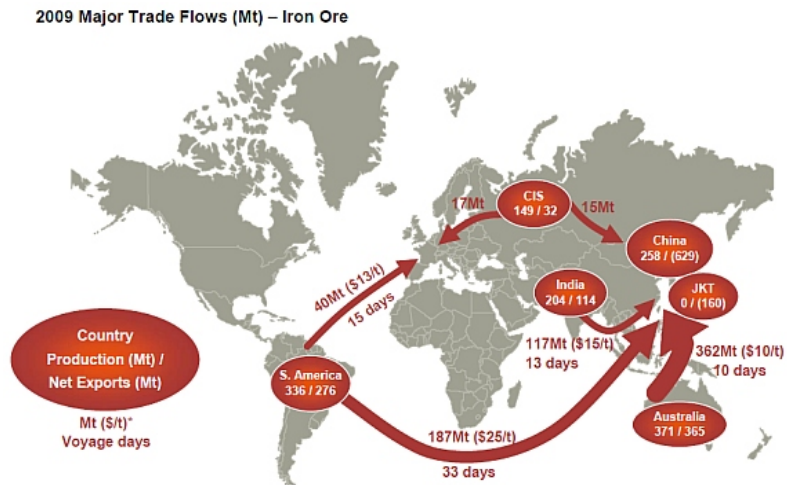 2009 Major Trade Flows (Mt) – Iron Ore
CIS
149 / 32
17Mt
15Mt
China
258 / (629)
India
204 / 114
JKT
0 / (160)
40Mt ($13/t)
15 days
117Mt ($15/t)
13 days
362Mt ($10/t)
10 days
Country
Production (Mt) /
Net Exports (Mt)
Mt ($/t)*
Voyage days
S. America
336 / 276
Australia
371 / 365
187Mt ($25/t)
33 days